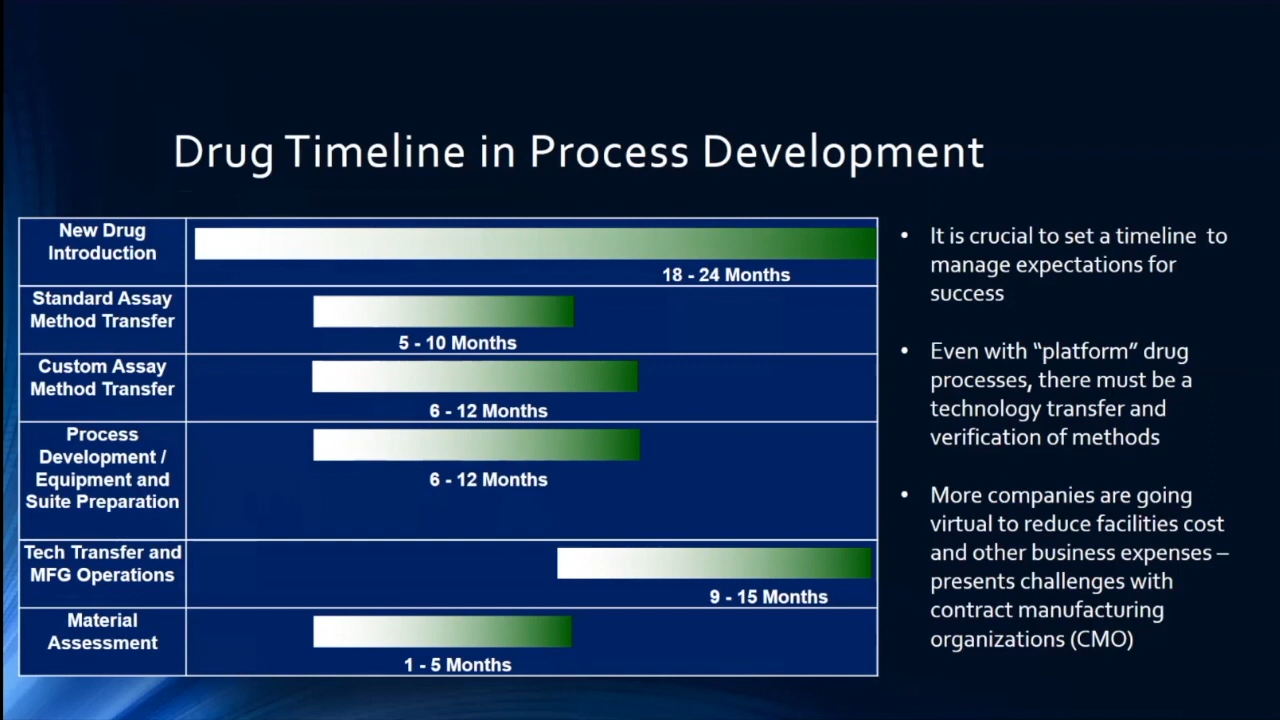 Drug Timeline in Process Development
New Drug
Introduction
18 - 24 Months
Standard Assay
Method Transfer
5 - 10 Months
Custom Assay
Method Transfer
6 - 12 Months
Process
Development /
Equipment and
Suite Preparation
6 - 12 Months
Tech Transfer and
MFG Operations
9 - 15 Months
Material
Assessment
1 - 5 Months
• It is crucial to set a timeline to
manage expectations for
success
• Even with “platform” drug
processes, there must be a
technology transfer and
verification of methods
• More companies are going
virtual to reduce facilities cost
and other business expenses –
presents challenges with
contract manufacturing
organizations (CMO)